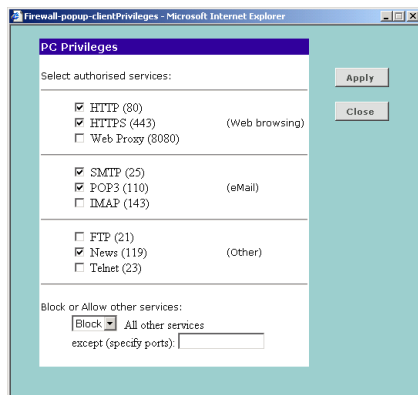 Firewall-popup-clientPrivileges - Microsoft Internet Explorer
PC Privileges
Select authorised services:
Apply
Close
HTTP (80)
HTTPS (443) (Web browsing)
Web Proxy (8080)
SMTP (25)
POP3 (110) (eMail)
IMAP (143)
FTP (21)
News (119) (Other)
Telnet (23)
Block or Allow other services:
Block All other services
except (specify ports):